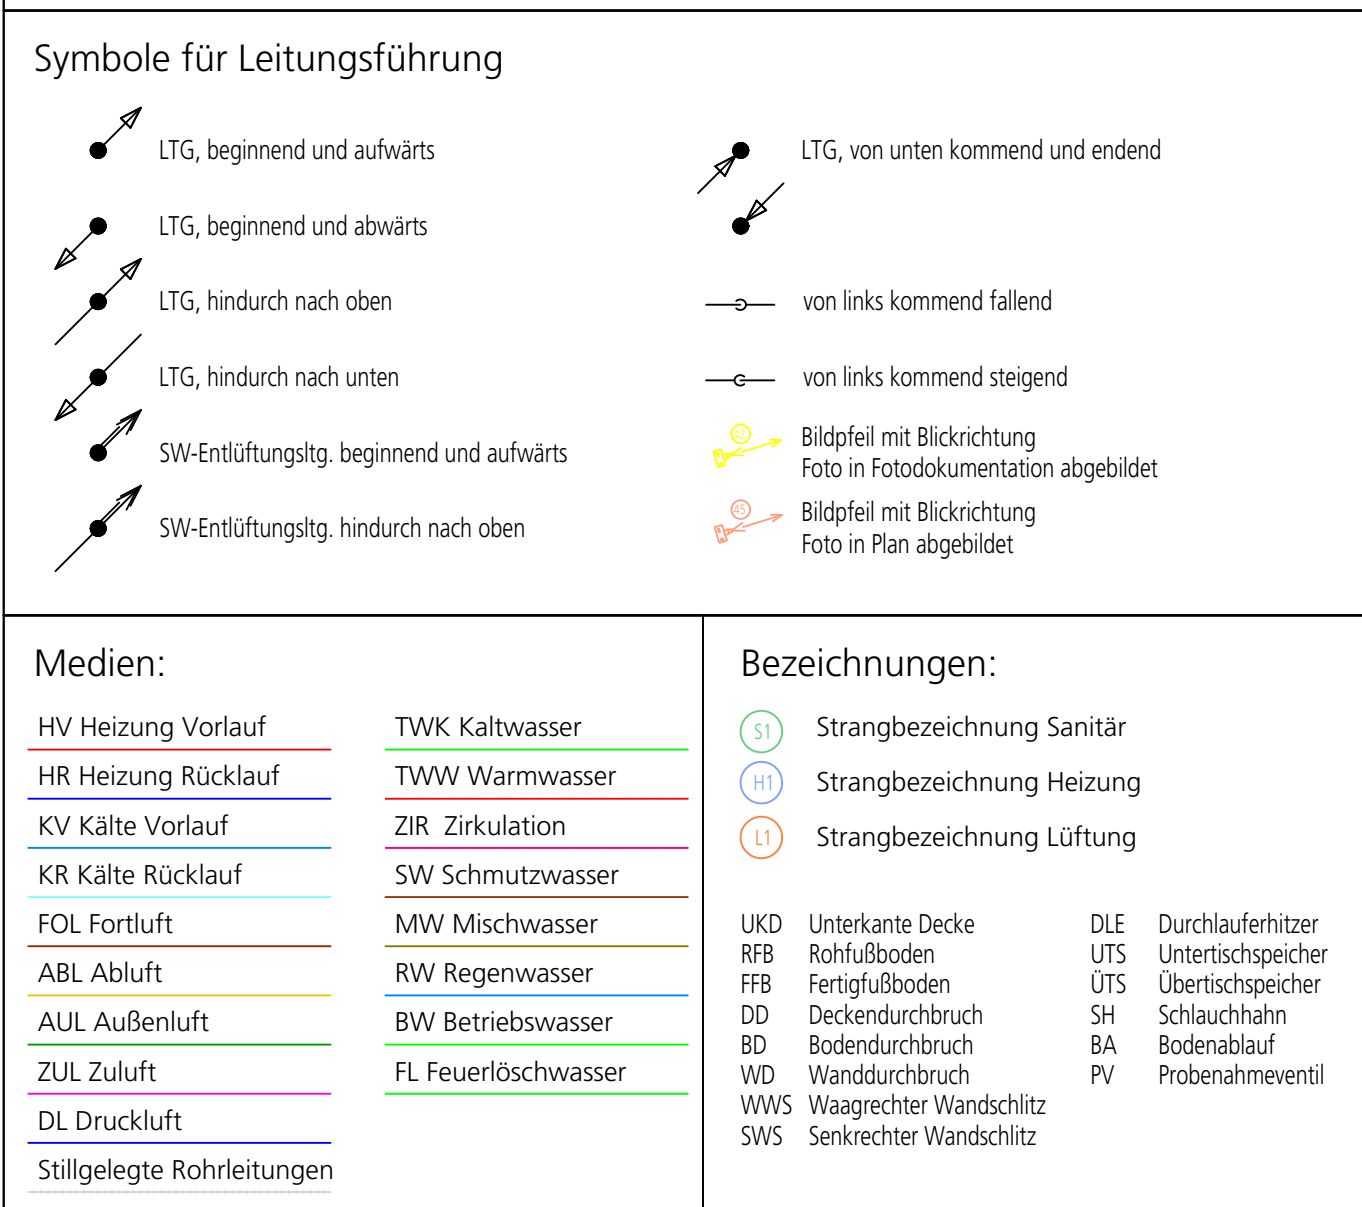 Symbole für Leitungsführung
LTG, beginnend und aufwärts
LTG, beginnend und abwärts
LTG, hindurch nach oben
LTG, hindurch nach unten
SW-Entlüftungsltg. beginnend und aufwärts
SW-Entlüftungsltg. hindurch nach oben
LTG, von unten kommend und endend
von links kommend fallend
von links kommend steigend
42
Bildpfeil mit Blickrichtung
Foto in Fotodokumentation abgebildet
45
Bildpfeil mit Blickrichtung
Foto in Plan abgebildet
Medien:
HV Heizung Vorlauf
HR Heizung Rücklauf
KV Kälte Vorlauf
KR Kälte Rücklauf
FOL Fortluft
ABL Abluft
AUL Außenluft
ZUL Zuluft
DL Druckluft
Stillgelegte Rohrleitungen
TWK Kaltwasser
TWW Warmwasser
ZIR Zirkulation
SW Schmutzwasser
MW Mischwasser
RW Regenwasser
BW Betriebswasser
FL Feuerlöschwasser
Bezeichnungen:
S1 Strangbezeichnung Sanitär
H1 Strangbezeichnung Heizung
L1 Strangbezeichnung Lüftung
UKD Unterkante Decke
RFB Rohfußboden
FFB Fertigfußboden
DD Deckendurchbruch
BD Bodendurchbruch
WD Wanddurchbruch
WWS Waagrechter Wandschlitz
SWS Senkrechter Wandschlitz
DLE Durchlauferhitzer
UTS Untertischspeicher
ÜTS Übertischspeicher
SH Schlauchhahn
BA Bodenablauf
PV Probenahmeventil